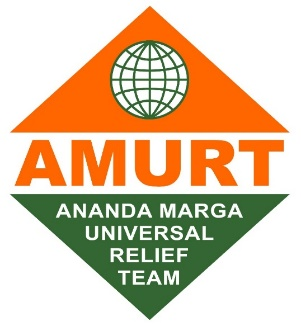 AMURT
ANANDA MARGA
UNIVERSAL
RELIEF
TEAM